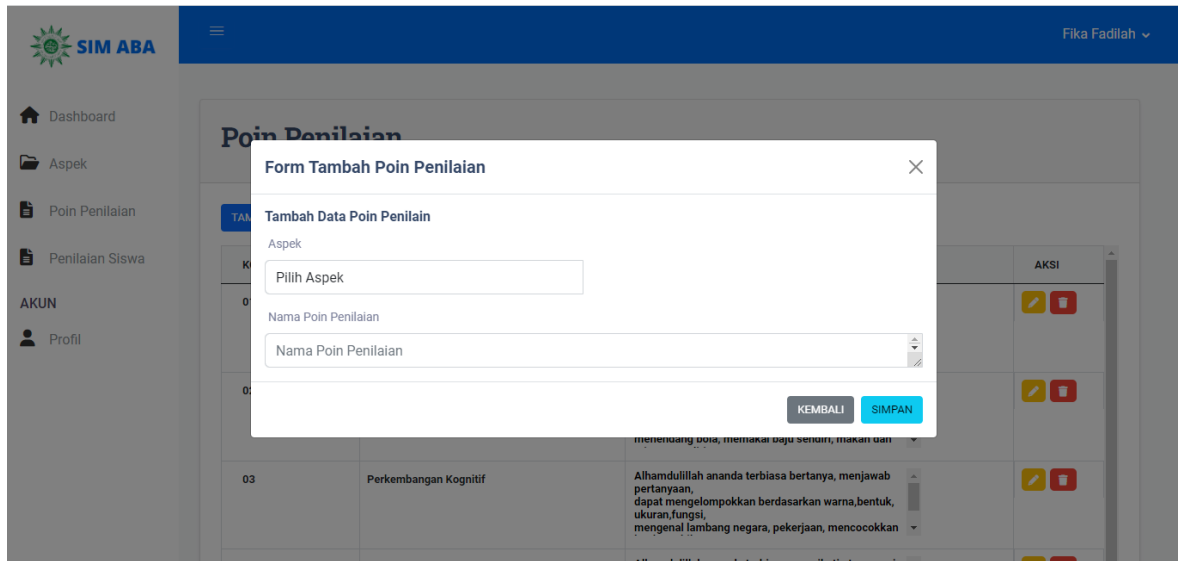 SIM ABA
Fika Fadilah
Dashboard
Aspek
Poin Penilaian
Penilaian Siswa
AKUN
Profil
Poin Penilaian
Form Tambah Poin Penilaian
Tambah Data Poin Penilain
Aspek
Pilih Aspek
Nama Poin Penilaian
Nama Poin Penilaian
KEMBALI
SIMPAN
AKSI
menendang bola, memakai baju sendiri, makan dan
03
Perkembangan Kognitif
Alhamdulillah ananda terbiasa bertanya, menjawab
pertanyaan,
dapat mengelompokkan berdasarkan warna,bentuk,
ukuran,fungsi,
mengenal lambang negara, pekerjaan, mencocokkan